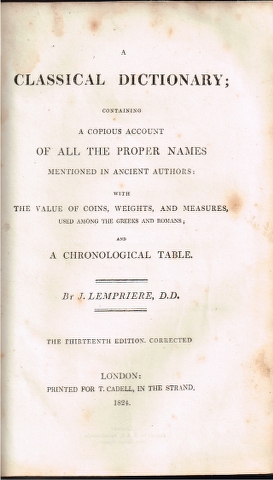 A
CLASSICAL DICTIONARY;
CONTAINING
A COPIOUS ACCOUNT
OF ALL THE PROPER NAMES
MENTIONED IN ANCIENT AUTHORS:
WITH
THE VALUE OF COINS, WEIGHTS, AND MEASURES,
USED AMONG THE GREEKS AND ROMANS;
AND
A CHRONOLOGICAL TABLE.
BY J. LEMPRIERE, D.D.
THE THIRTEENTH EDITION, CORRECTED
LONDON:
PRINTED FOR T. CADELL, IN THE STRAND,
1824.